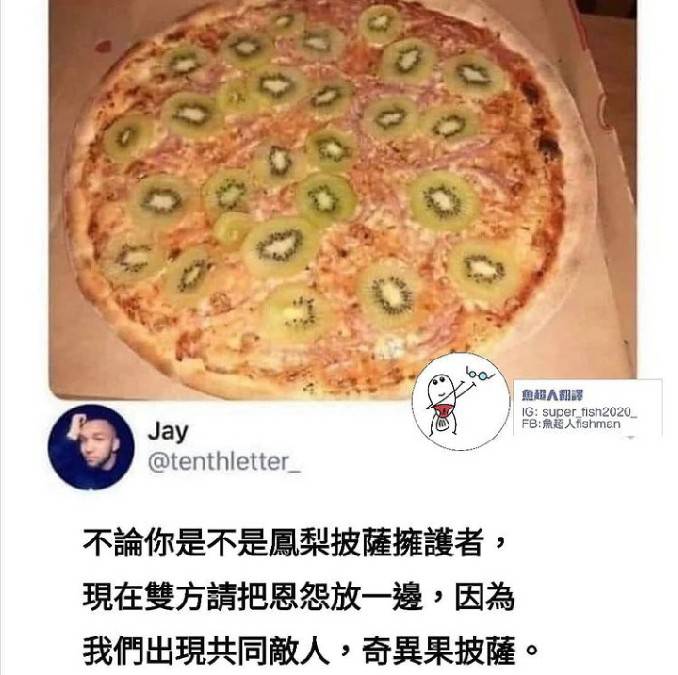 魚超人翻譯
IG: super_fish2020_
FB:魚超人fishman
Jay
@tenthletter_
不論你是不是鳳梨披薩擁護者，
現在雙方請把恩怨放一邊，因為
我們出現共同敵人，奇異果披薩。